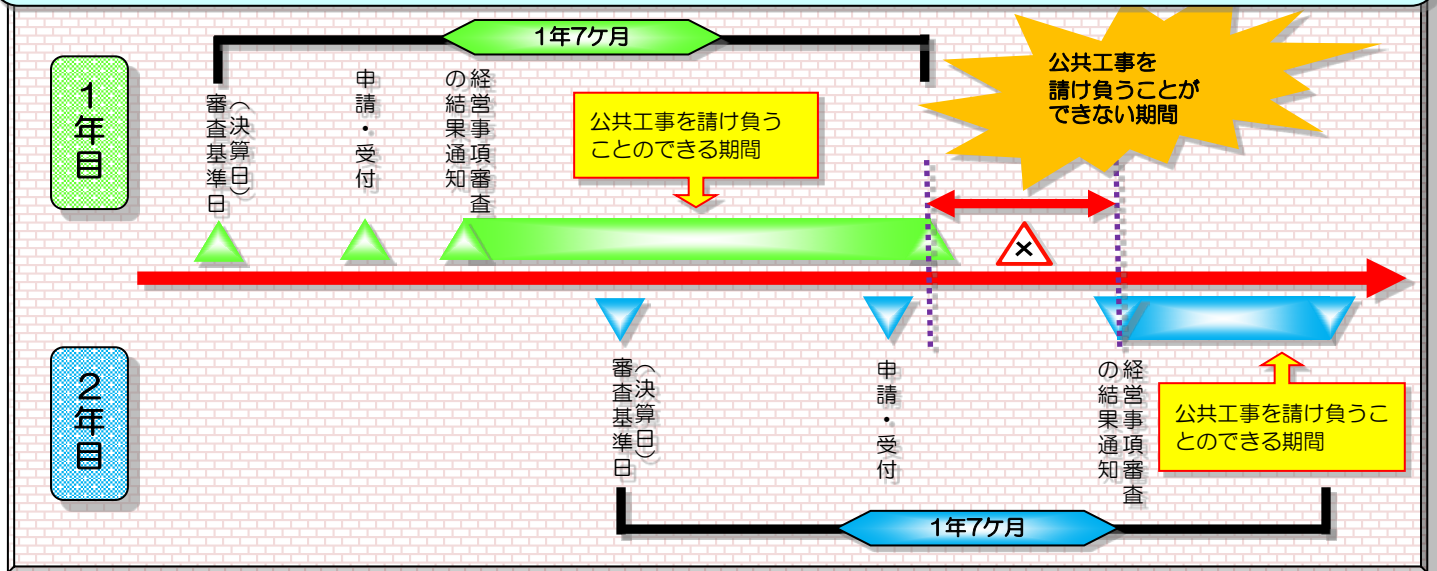 1年7ケ月
公共工事を
請け負うことが
できない期間
1年目
審査基準日
（決算日）
申請・受付
経営事項審査
の結果通知
公共工事を請け負う
ことのできる期間
×
2年目
審査基準日
（決算日）
申請・受付
経営事項審査
の結果通知
公共工事を請け負うこ
とのできる期間
1年7ケ月